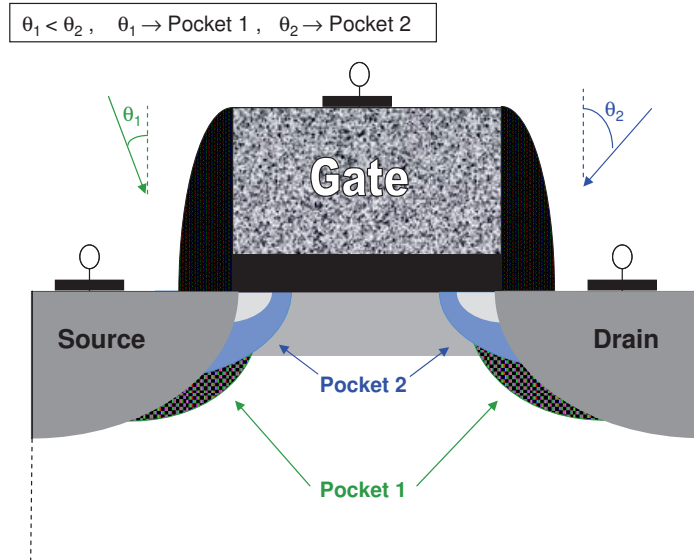 θ1 < θ2 , θ1 → Pocket 1 , θ2 → Pocket 2
θ1
θ2
Gate
Source
Drain
Pocket 2
Pocket 1